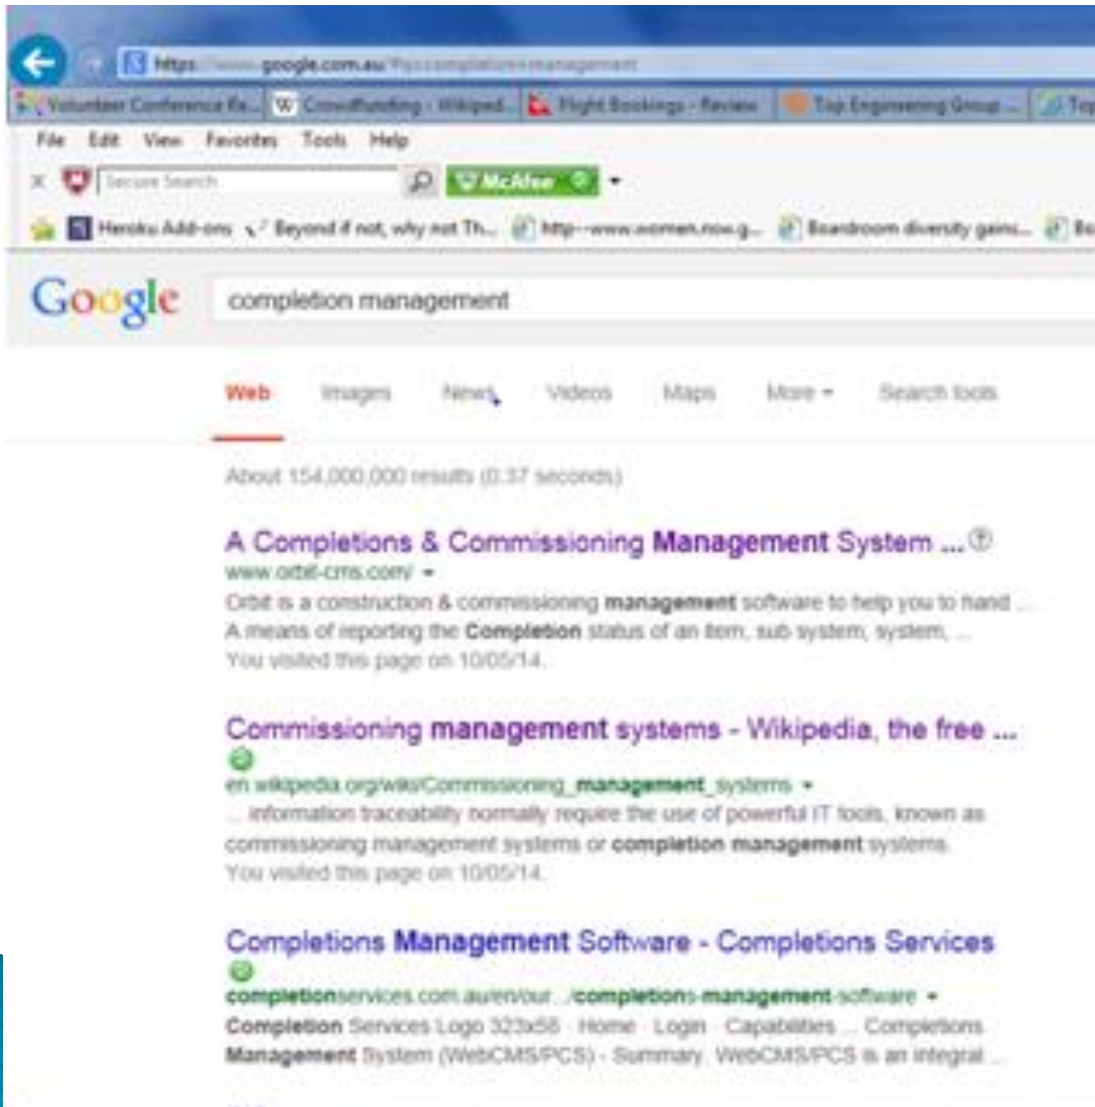 https://www.google.com.au/#q=completion+management
Volunteer Conference Re... Crowdfunding - Wikiped... Flight Bookings - Review Top Engineering Group ... Top
File Edit View Favorites Tools Help
X Secure Search McAfee
Heroku Add-ons Beyond if not, why not Th... http--www.women.now.g... Boardroom diversity gains... Bo
Google completion management
Web Images News Videos Maps More Search tools
About 154,000,000 results (0.37 seconds)
A Completions & Commissioning Management System ...
www.orbit-cms.com/
Orbit is a construction & commissioning management software to help you to hand ...
A means of reporting the Completion status of an item, sub system, system, ...
You visited this page on 10/05/14.
Commissioning management systems - Wikipedia, the free ...
en.wikipedia.org/wiki/Commissioning_management_systems
... information traceability normally require the use of powerful IT tools, known as
commissioning management systems or completion management systems.
You visited this page on 10/05/14.
Completions Management Software - Completions Services
completionservices.com.au/en/our.../completions-management-software
Completion Services Logo 323x56 · Home · Login · Capabilities ... Completions
Management System (WebCMS/PCS) - Summary. WebCMS/PCS is an integral ...